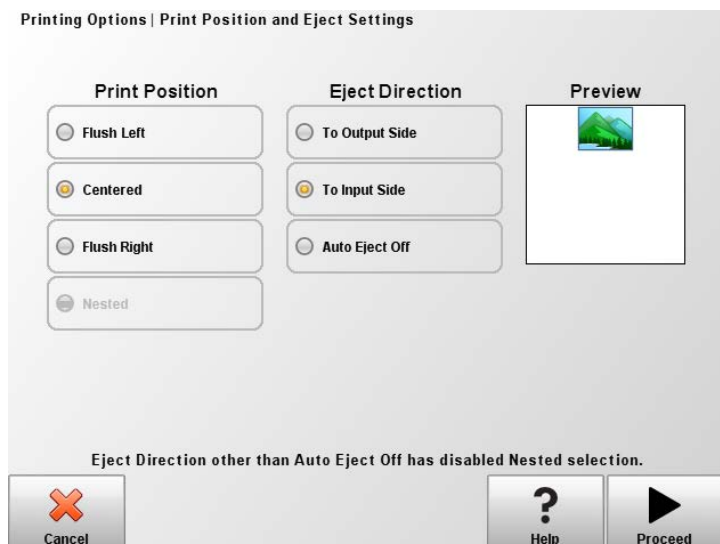 Printing Options | Print Position and Eject Settings
Print Position
Flush Left
Centered
Flush Right
Nested
Eject Direction
To Output Side
To Input Side
Auto Eject Off
Preview
Eject Direction other than Auto Eject Off has disabled Nested selection.
Cancel
?
Help
Proceed